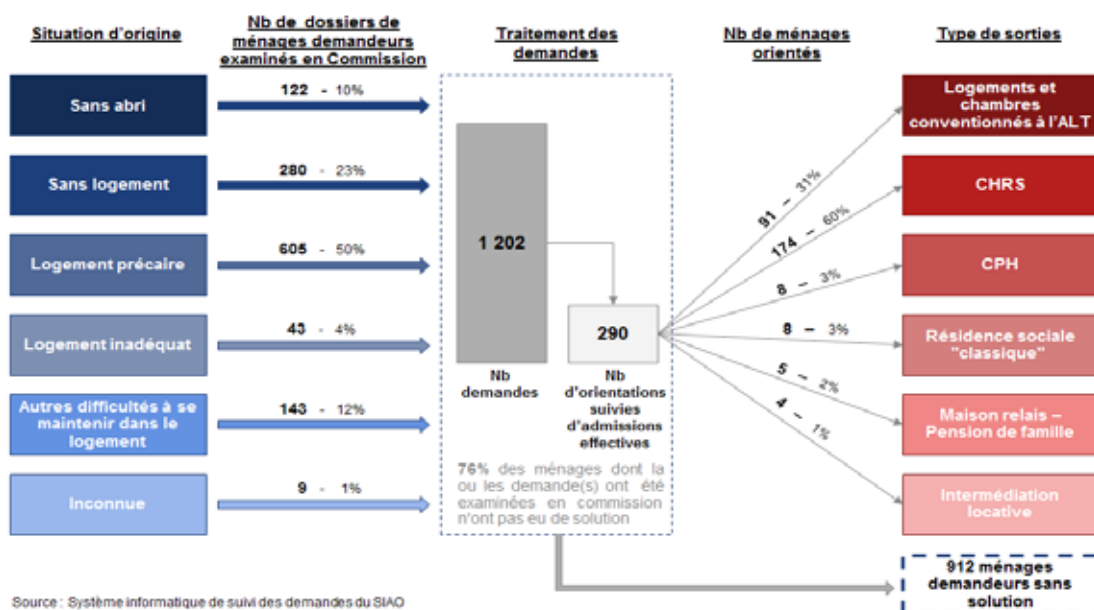 Situation d'origine
Nb de dossiers de
ménages demandeurs
examinés en Commission
Traitement des
demandes
Nb de ménages
orientés
Type de sorties
Sans abri
122 - 10%
Sans logement
280 - 23%
Logement précaire
605 - 50%
Logement inadéquat
43 - 4%
Autres difficultés à se
maintenir dans le
logement
143 - 12%
Inconnue
9 - 1%
1 202
Nb
demandes
290
Nb
d'orientations
suivies
d'admissions
effectives
76% des ménages dont la
ou les demande(s) ont été
examinées en commission
n'ont pas eu de solution
91 – 31%
174 – 60%
8 – 3%
8 – 3%
5 – 2%
4 – 1%
Logements et
chambres
conventionnés à l'ALT
CHRS
CPH
Résidence sociale
"classique"
Maison relais –
Pension de famille
Intermédiation
locative
912 ménages
demandeurs sans
solution
Source : Système informatique de suivi des demandes du SIAO